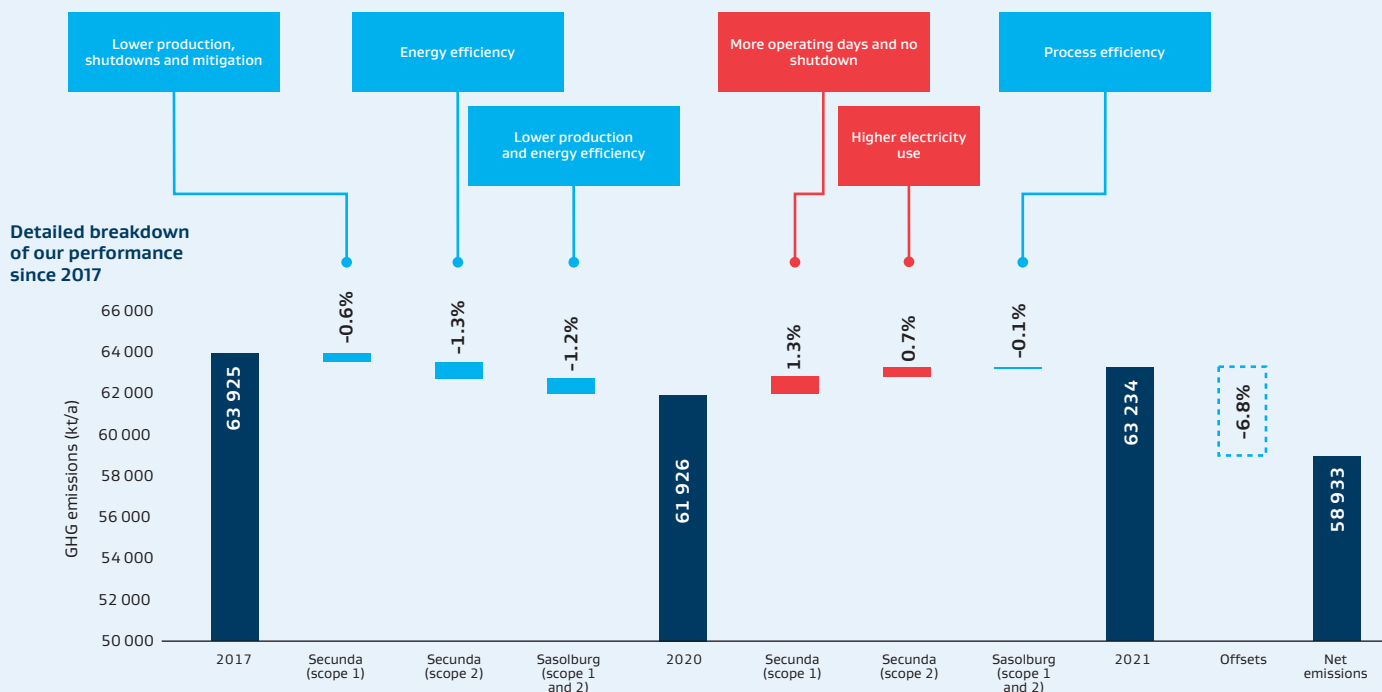 Lower production,
shutdowns and mitigation
Energy efficiency
Lower production
and energy efficiency
More operating days and no
shutdown
Higher electricity
use
Process efficiency
Detailed breakdown
of our performance
since 2017
GHG emissions (kt/a)
66 000
64 000
62 000
60 000
58 000
56 000
54 000
52 000
50 000
63 925
-0.6%
-1.3%
-1.2%
61 926
1.3%
0.7%
-0.1%
63 234
-6.8%
58 933
2017
Secunda
(scope 1)
Secunda
(scope 2)
Sasolburg
(scope 1
and 2)
2020
Secunda
(scope 1)
Secunda
(scope 2)
Sasolburg
(scope 1
and 2)
2021
Offsets
Net
emissions